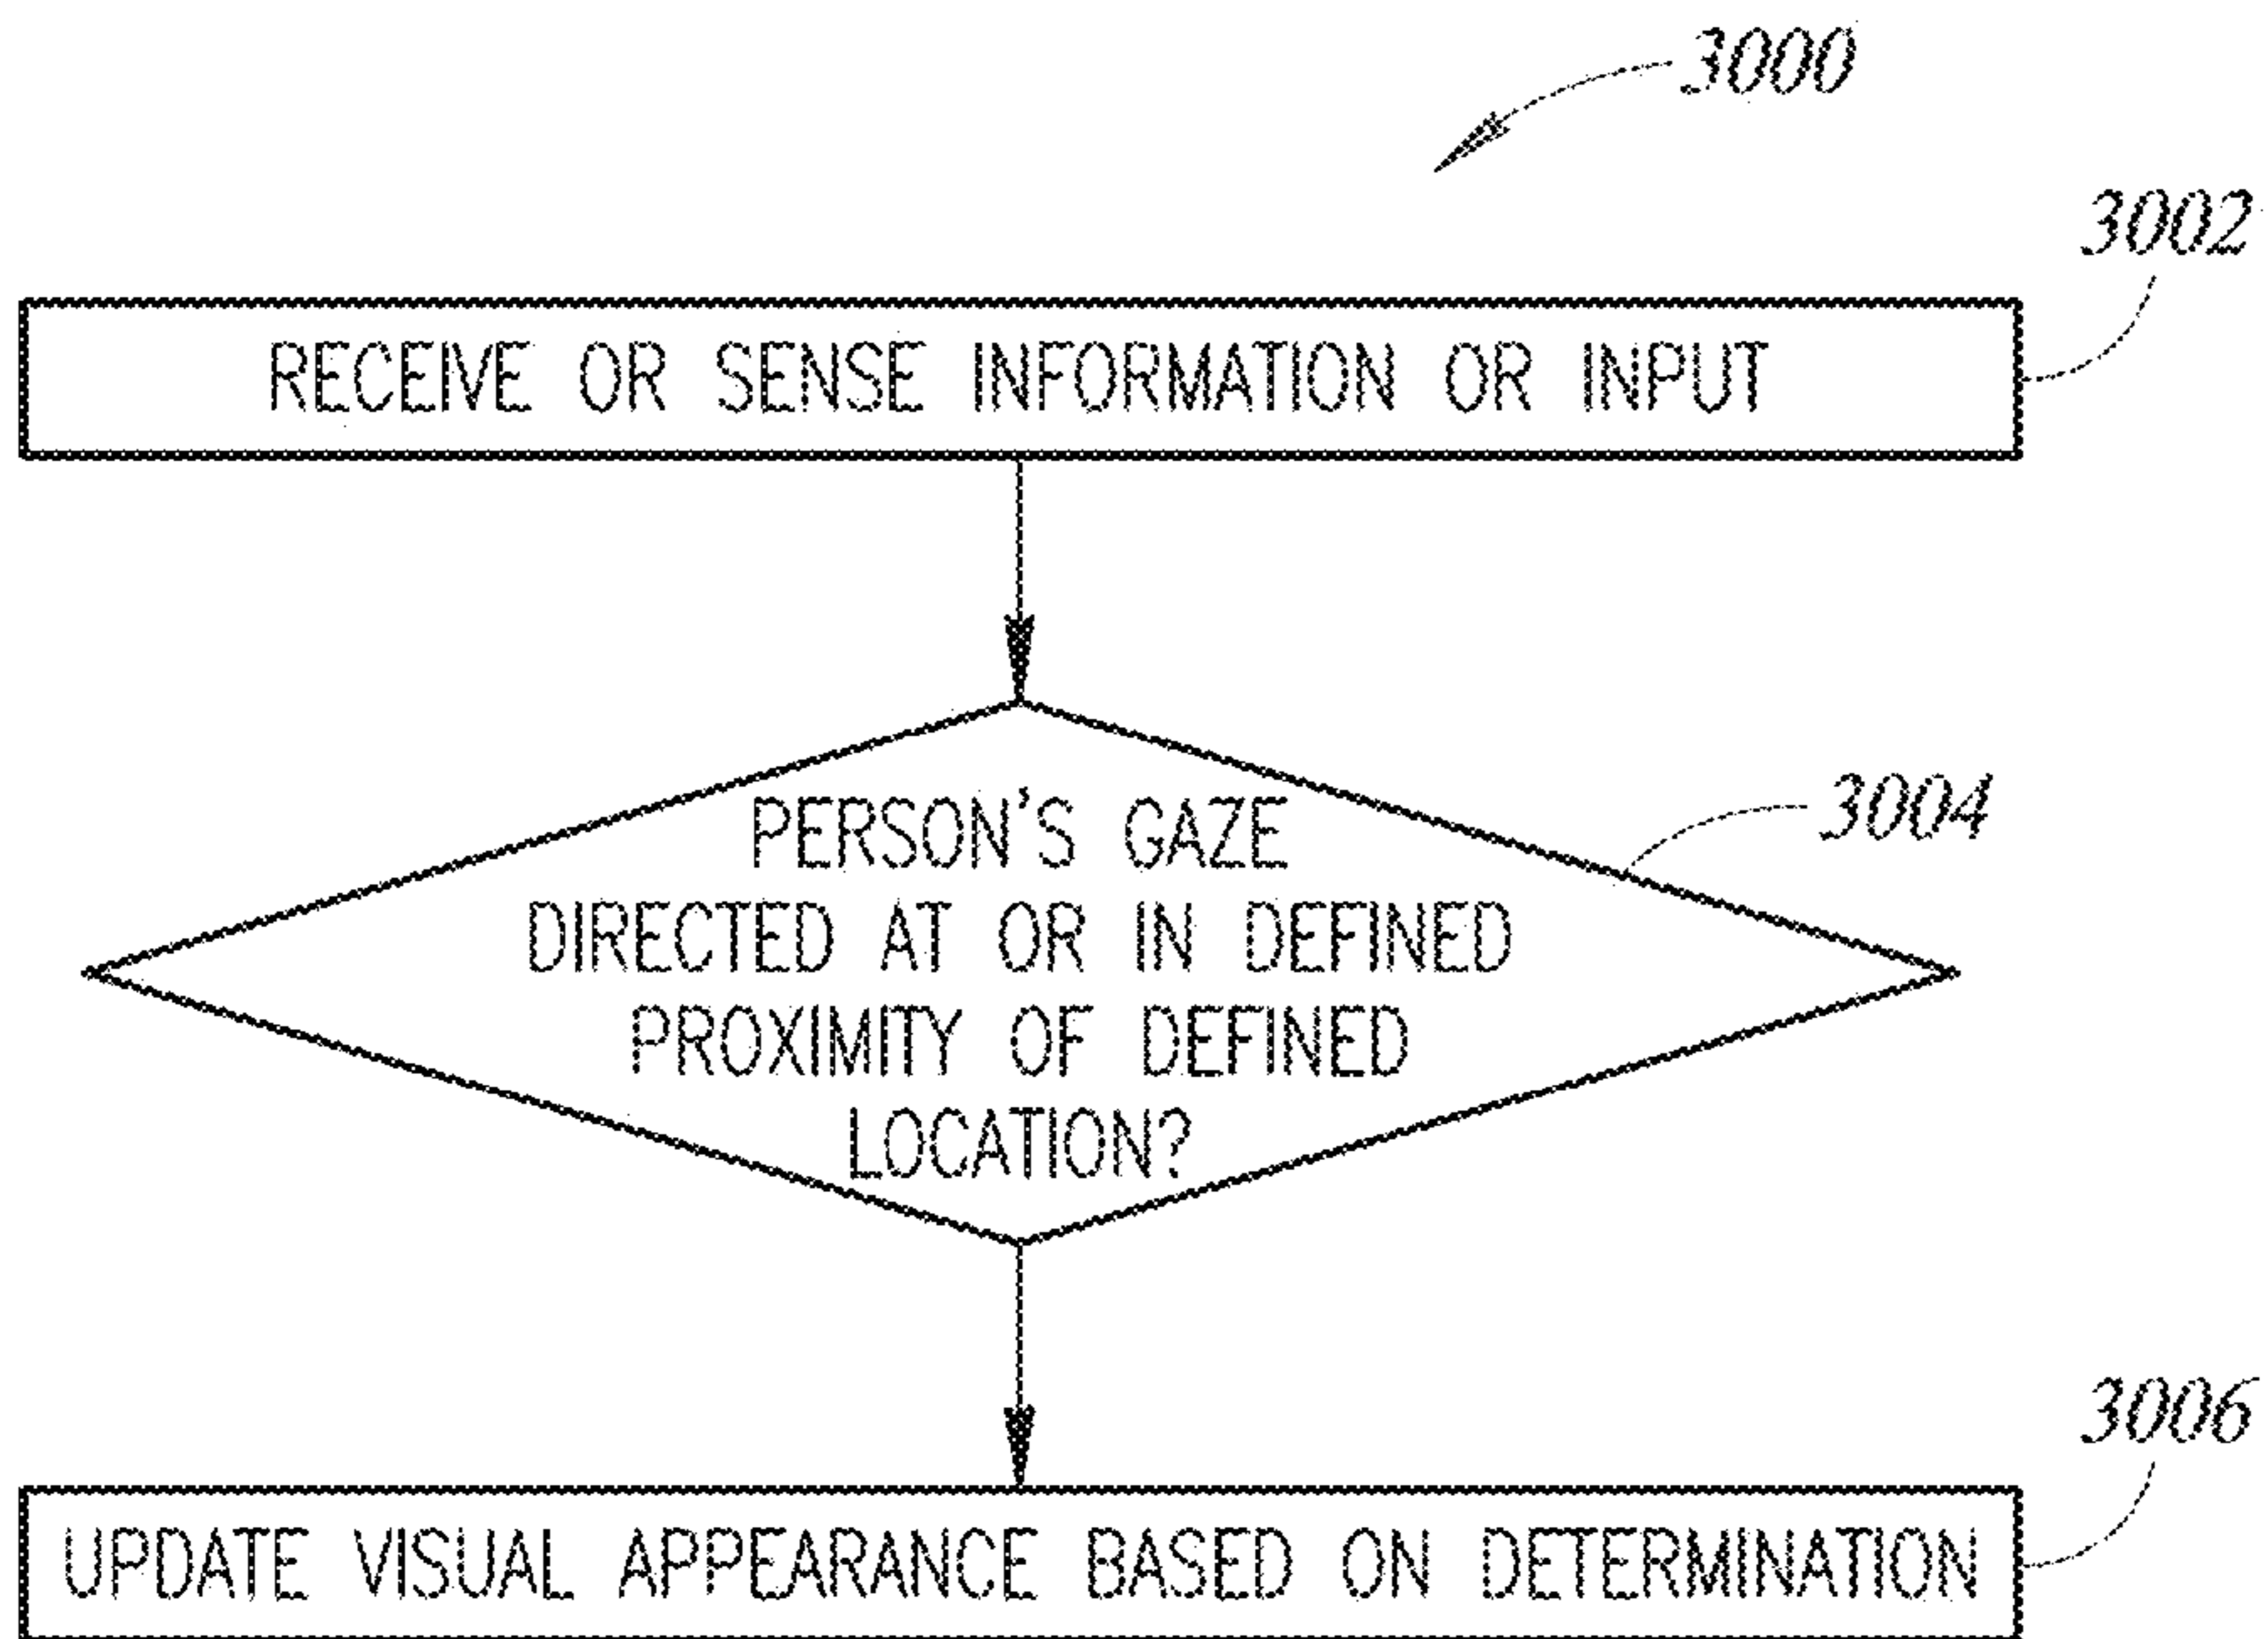 3000
3002
RECEIVE OR SENSE INFORMATION OR INPUT
3004
PERSON'S GAZE
DIRECTED AT OR IN DEFINED
PROXIMITY OF DEFINED
LOCATION?
3006
UPDATE VISUAL APPEARANCE BASED ON DETERMINATION